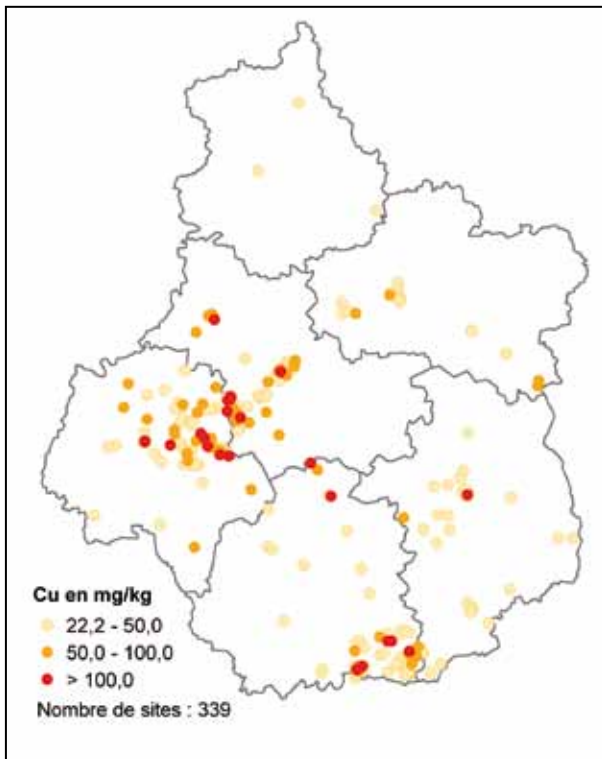 Cu en mg/kg
22,2 - 50,0
50,0 - 100,0
> 100,0
Nombre de sites : 339